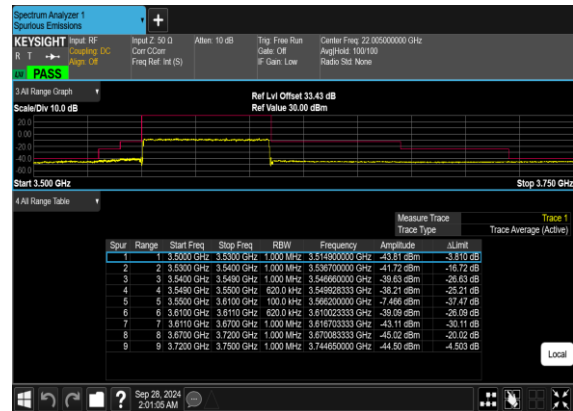 Spectrum Analyzer 1
Spurious Emissions
+
KEYSIGHT Input: RF Input Z: 50 Ω Atten: 10 dB Trig: Free Run Center Freq: 22.005000000 GHz
R T Coupling: DC Corr CCorr Gate: Off Avg|Hold: 100/100
Align: Off Freq Ref: Int (S) IF Gain: Low Radio Std: None
PASS
3 All Range Graph
Ref Lvl Offset 33.43 dB
Scale/Div 10.0 dB Ref Value 30.00 dBm
20.0
0.00
-20.0
-40.0
-60.0
Start 3.500 GHz Stop 3.750 GHz
4 All Range Table
Measure Trace Trace 1
Trace Type Trace Average (Active)
Spur Range Start Freq Stop Freq RBW Frequency Amplitude ΔLimit
1 1 3.5000 GHz 3.5300 GHz 1.000 MHz 3.514900000 GHz -43.81 dBm -3.810 dB
2 2 3.5300 GHz 3.5400 GHz 1.000 MHz 3.536700000 GHz -41.72 dBm -16.72 dB
3 3 3.5400 GHz 3.5490 GHz 1.000 MHz 3.546660000 GHz -39.63 dBm -26.63 dB
4 4 3.5490 GHz 3.5500 GHz 620.0 kHz 3.549928333 GHz -38.21 dBm -25.21 dB
5 5 3.5500 GHz 3.6100 GHz 100.0 kHz 3.566200000 GHz -7.466 dBm -37.47 dB
6 6 3.6100 GHz 3.6110 GHz 620.0 kHz 3.610023333 GHz -39.09 dBm -26.09 dB
7 7 3.6110 GHz 3.6700 GHz 1.000 MHz 3.616703333 GHz -43.11 dBm -30.11 dB
8 8 3.6700 GHz 3.7200 GHz 1.000 MHz 3.670083333 GHz -45.02 dBm -20.02 dB
9 9 3.7200 GHz 3.7500 GHz 1.000 MHz 3.744650000 GHz -44.50 dBm -4.503 dB
Local
? Sep 28, 2024
2:01:05 AM